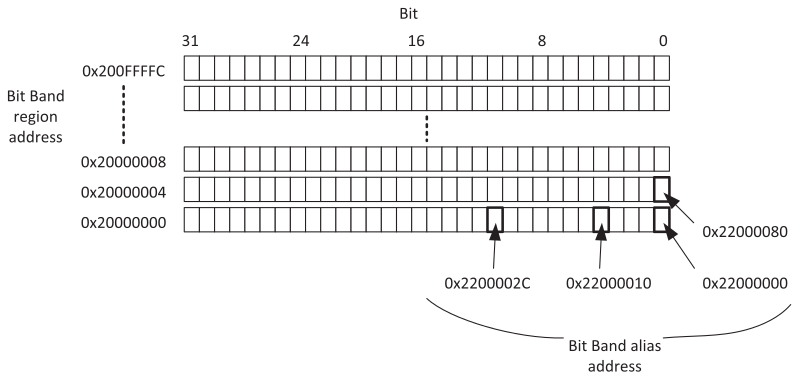 Bit
31 24 16 8 0
0x200FFFFC
Bit Band
region
address
0x20000008
0x20000004
0x20000000
0x22000080
0x2200002C 0x22000010 0x22000000
Bit Band alias
address